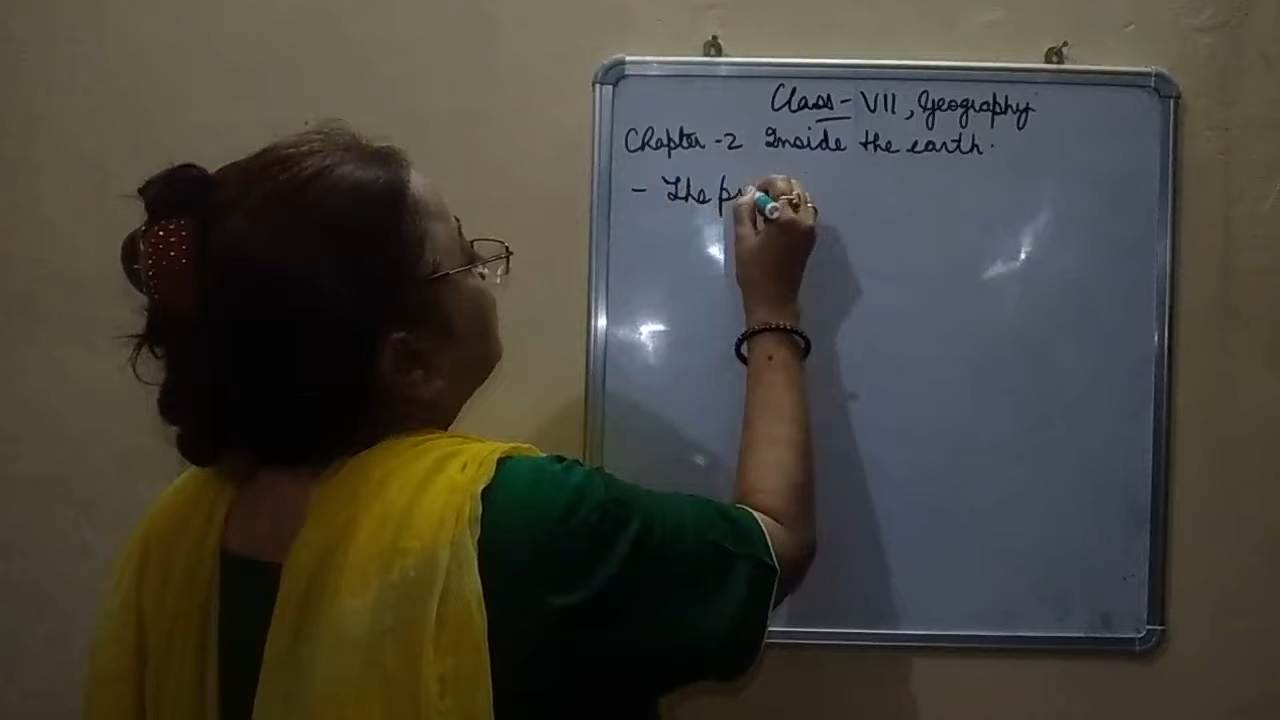 Class - VII, Geography
Chapter - 2 Inside the earth.
- The